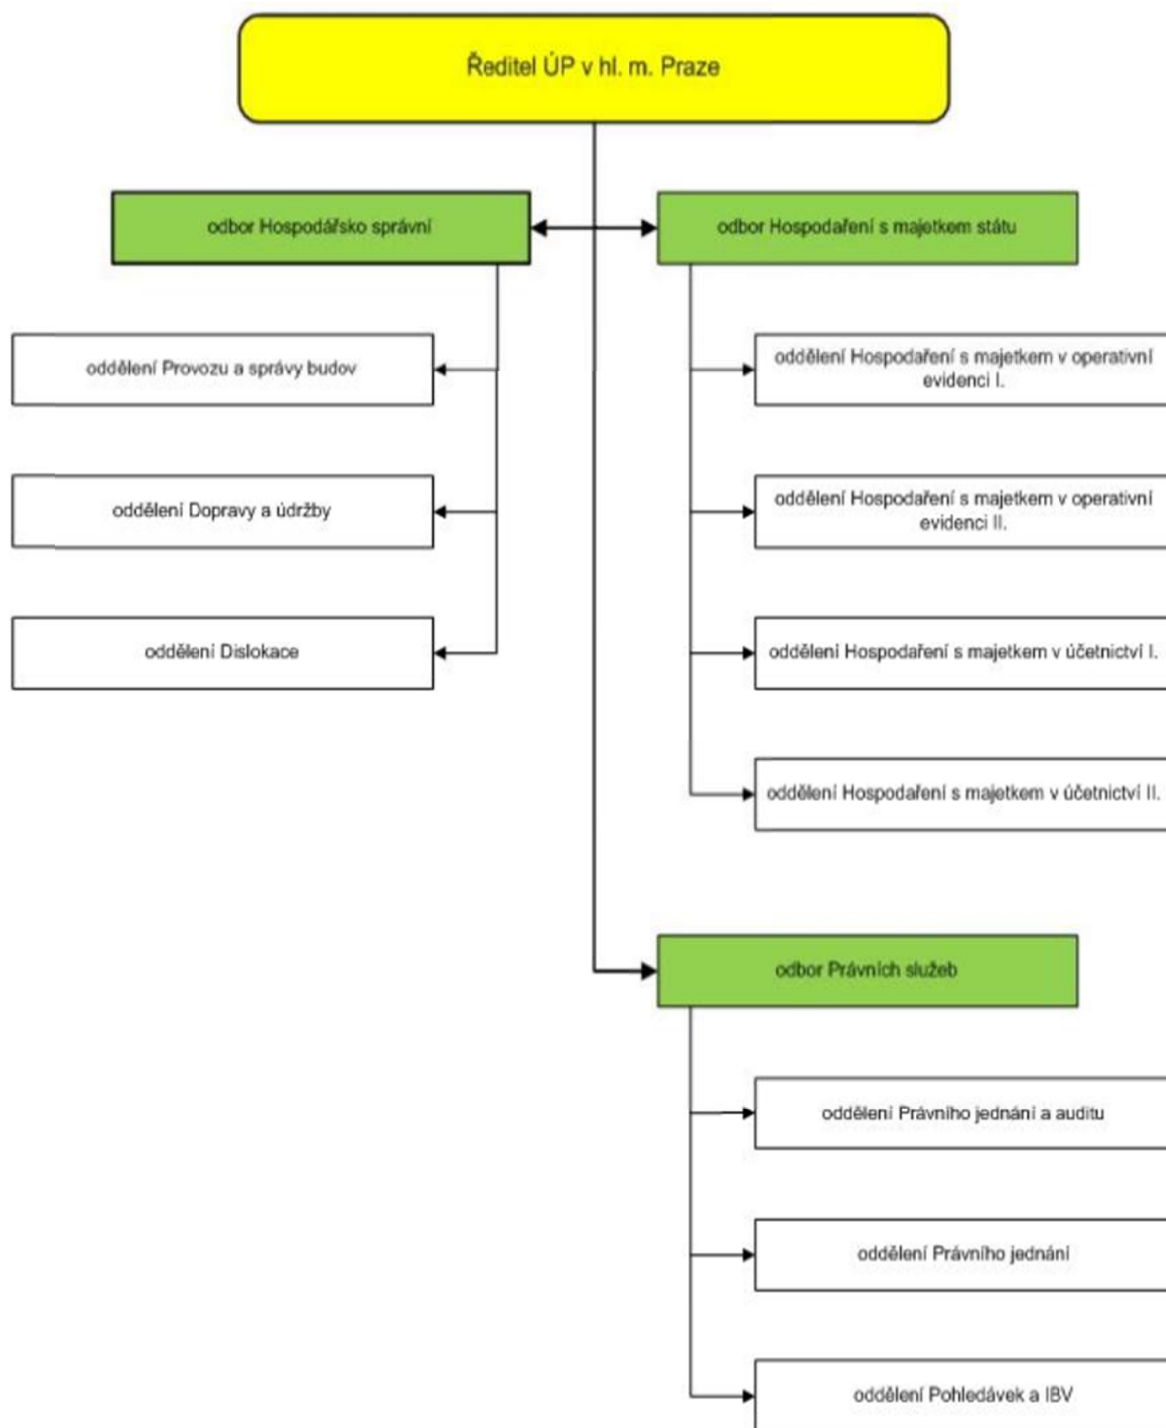 Ředitel ÚP v hl. m. Praze
odbor Hospodářsko správní
odbor Hospodaření s majetkem státu
oddělení Provozu a správy budov
oddělení Hospodaření s majetkem v operativní
evidenci I.
oddělení Dopravy a údržby
oddělení Hospodaření s majetkem v operativní
evidenci II.
oddělení Dislokace
oddělení Hospodaření s majetkem v účetnictví I.
oddělení Hospodaření s majetkem v účetnictví II.
odbor Právních služeb
oddělení Právního jednání a auditu
oddělení Právního jednání
oddělení Pohledávek a IBV